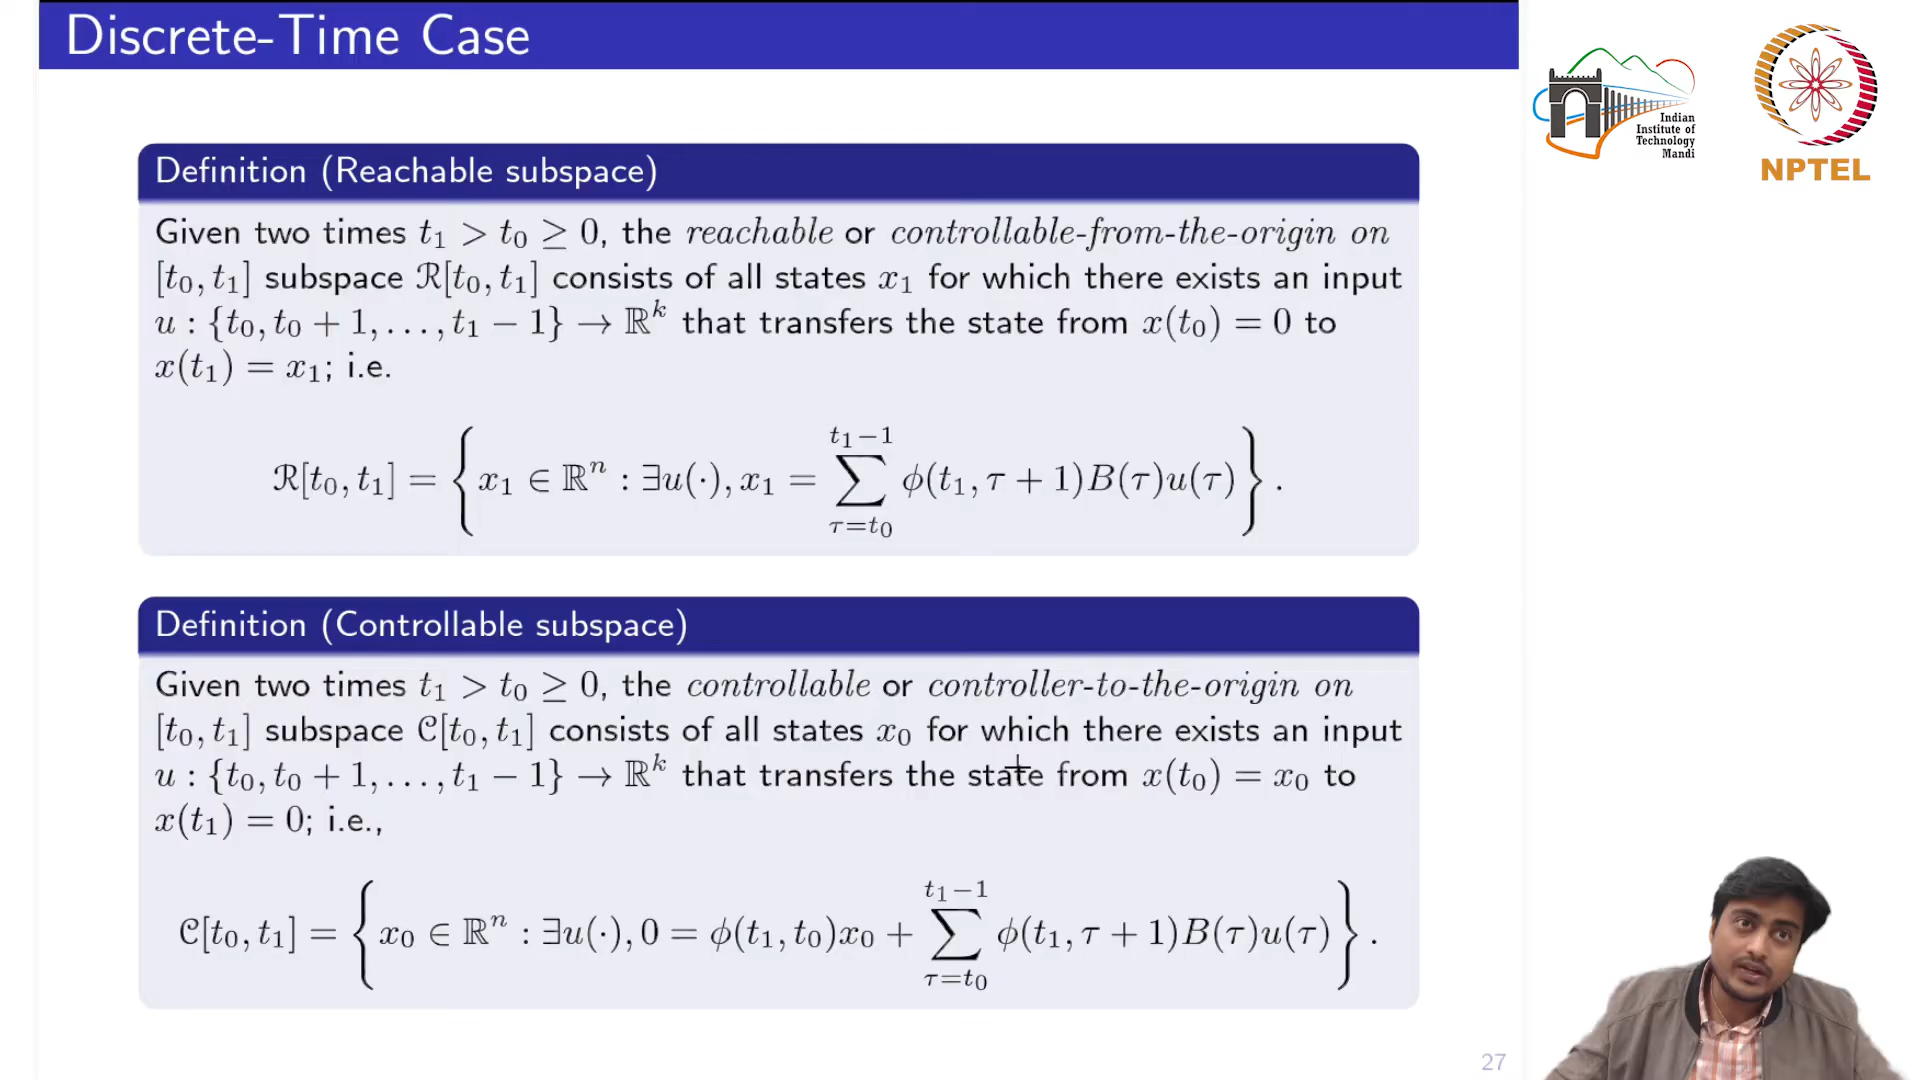 Discrete-Time Case
Indian
Institute of
Technology
Mandi
NPTEL
Definition (Reachable subspace)
Given two times t₁ > t₀ ≥ 0, the reachable or controllable-from-the-origin on
[t₀, t₁] subspace ℛ[t₀, t₁] consists of all states x₁ for which there exists an input
u : {t₀, t₀ + 1, . . . , t₁ − 1} → ℝᵏ that transfers the state from x(t₀) = 0 to
x(t₁) = x₁; i.e.
ℛ[t₀, t₁] = { x₁ ∈ ℝⁿ : ∃u(·), x₁ = ∑_{τ=t₀}^{t₁−1} ϕ(t₁, τ + 1)B(τ)u(τ) } .
Definition (Controllable subspace)
Given two times t₁ > t₀ ≥ 0, the controllable or controller-to-the-origin on
[t₀, t₁] subspace 𝒞[t₀, t₁] consists of all states x₀ for which there exists an input
u : {t₀, t₀ + 1, . . . , t₁ − 1} → ℝᵏ that transfers the state from x(t₀) = x₀ to
x(t₁) = 0; i.e.,
𝒞[t₀, t₁] = { x₀ ∈ ℝⁿ : ∃u(·), 0 = ϕ(t₁, t₀)x₀ + ∑_{τ=t₀}^{t₁−1} ϕ(t₁, τ + 1)B(τ)u(τ) } .
27